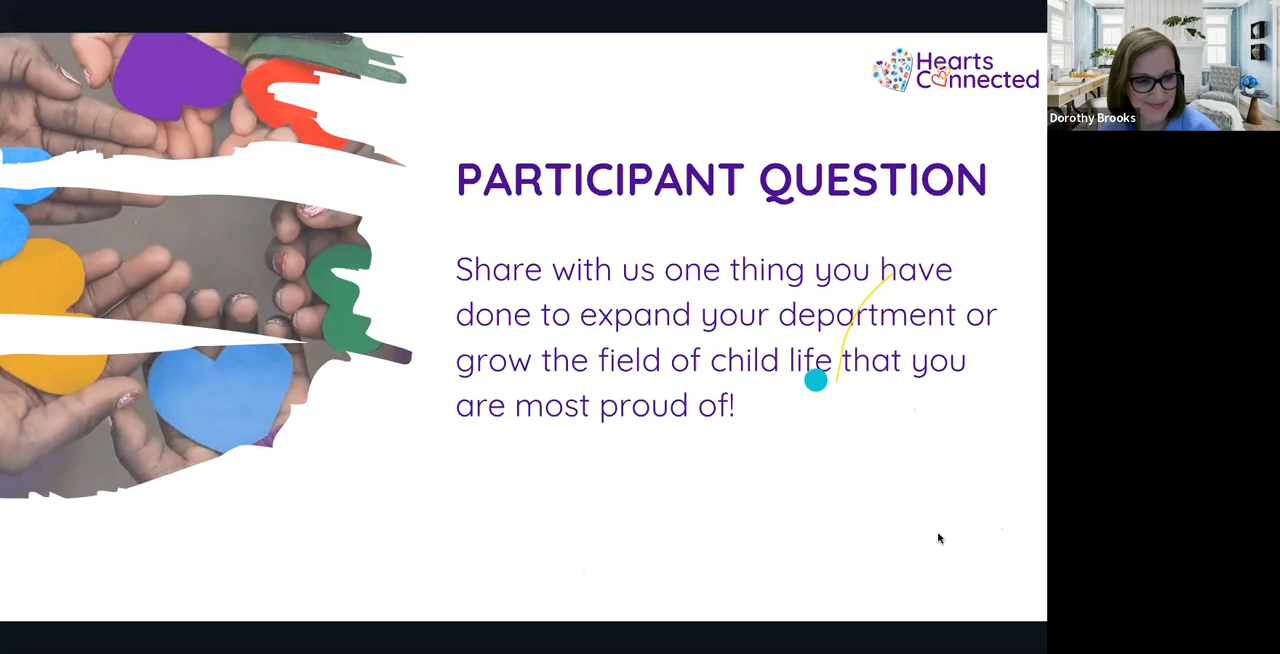 Hearts
Connected
Dorothy Brooks
PARTICIPANT QUESTION
Share with us one thing you have
done to expand your department or
grow the field of child life that you
are most proud of!